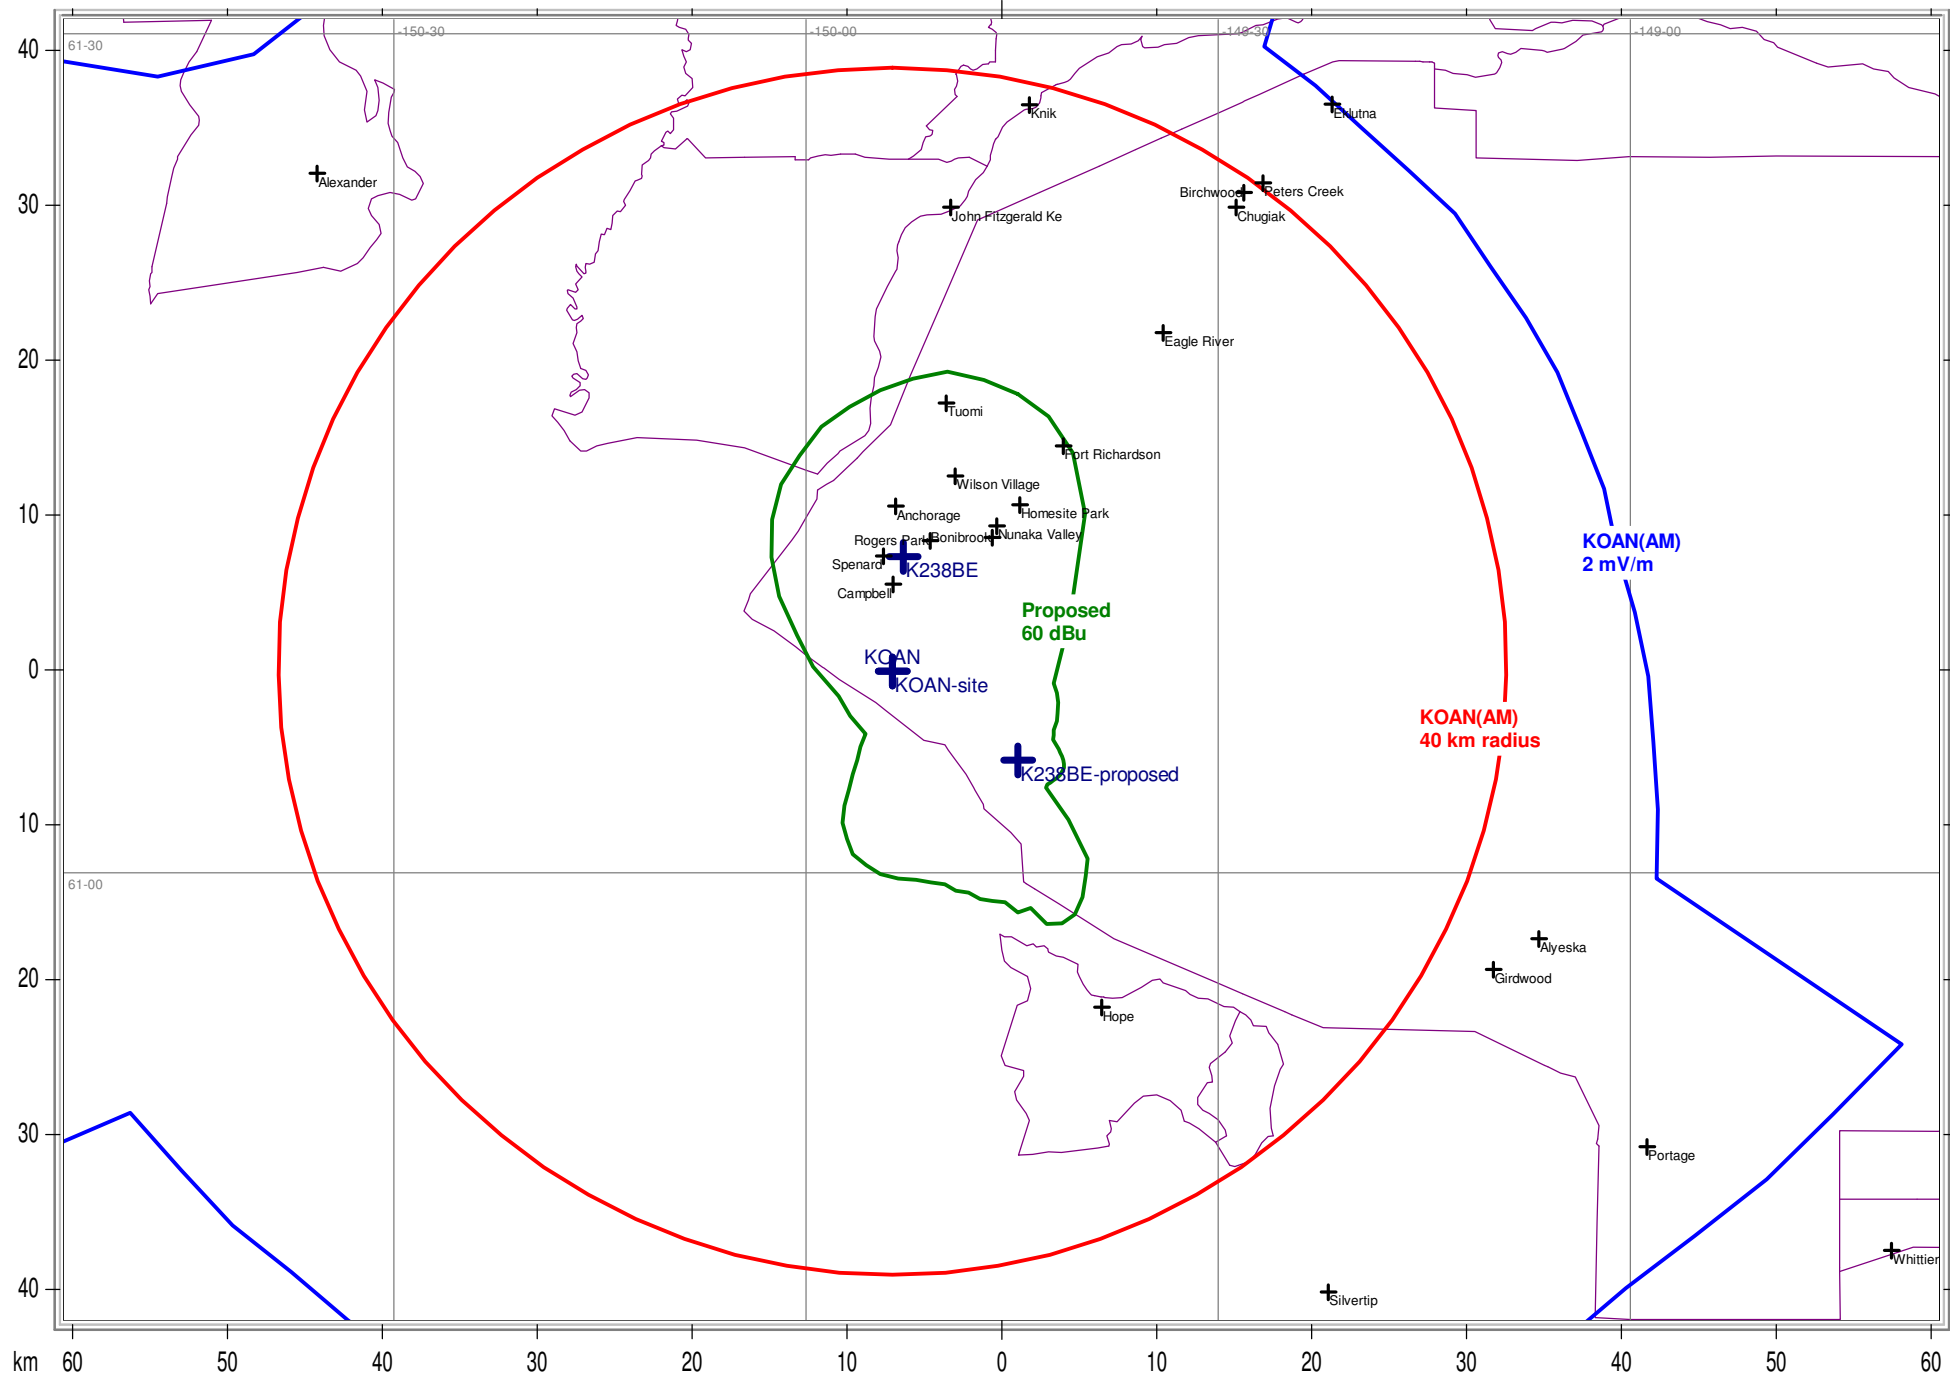 40
61-30
-150-30
-150-00
-149-30
-149-00
Knik
Eklutna
Alexander
Birchwood
Peters Creek
30
John Fitzgerald Ke
Chugiak
Eagle River
20
Tuomi
Fort Richardson
Wilson Village
10
Anchorage
Homesite Park
Rogers Park
Bonibrook
Nunaka Valley
KOAN(AM)
2 mV/m
Spenard
K238BE
Campbell
Proposed
60 dBu
0
KOAN
KOAN-site
KOAN(AM)
40 km radius
K238BE-proposed
10
61-00
Alyeska
20
Girdwood
Hope
30
Portage
Whittier
40
Silvertip
km
60
50
40
30
20
10
0
10
20
30
40
50
60